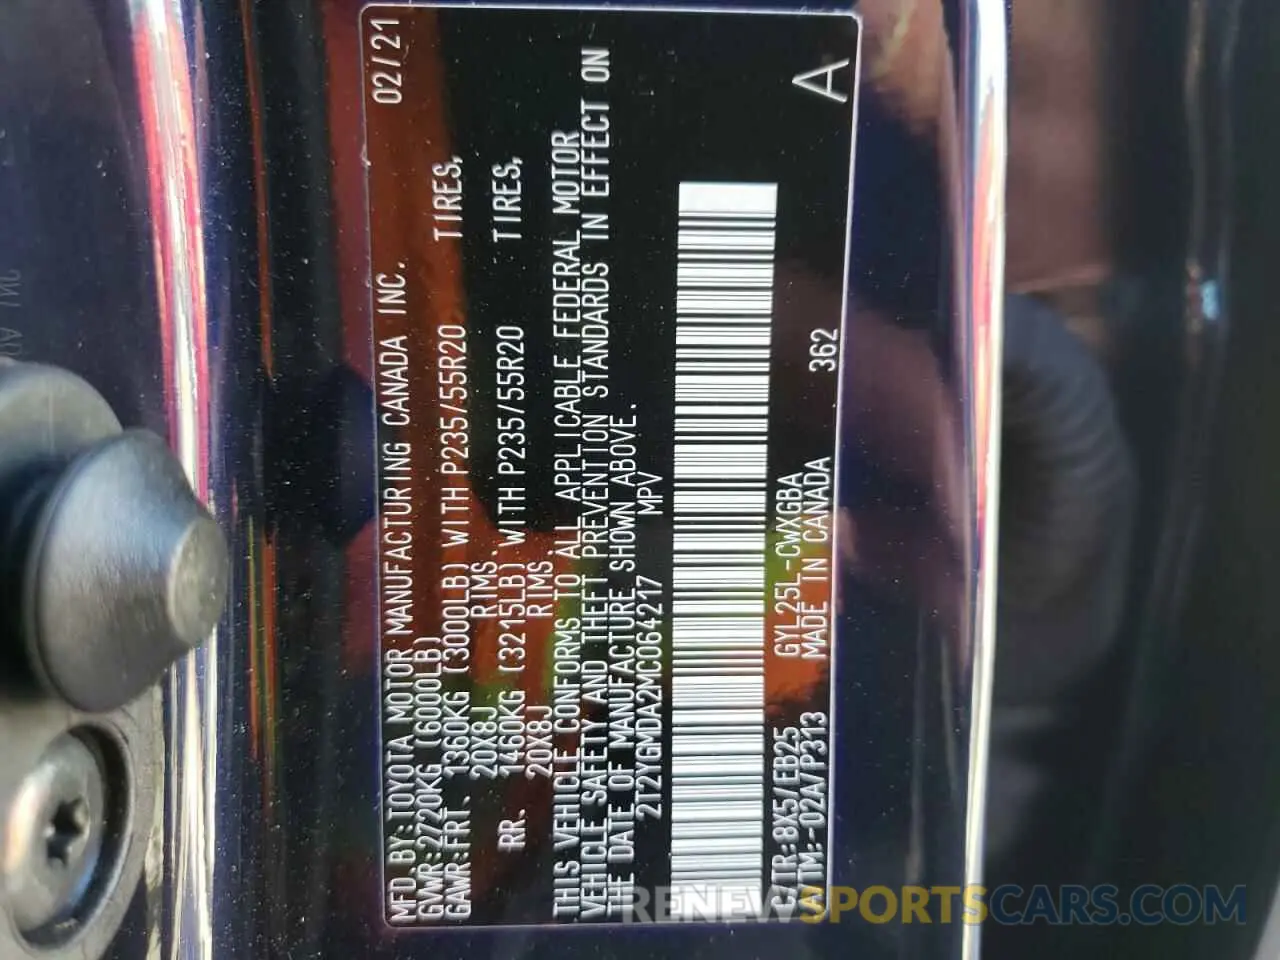 MFD.BY:TOYOTA MOTOR MANUFACTURING CANADA INC. 02/21
GVWR:2720KG (6000LB)
GAWR:FRT. 1360KG (3000LB) WITH P235/55R20 TIRES,
20X8J RIMS.
RR. 1460KG (3215LB) WITH P235/55R20 TIRES,
20X8J RIMS
THIS VEHICLE CONFORMS TO ALL APPLICABLE FEDERAL MOTOR
VEHICLE SAFETY AND THEFT PREVENTION STANDARDS IN EFFECT ON
THE DATE OF MANUFACTURE SHOWN ABOVE.
2T2YGMDA2MC064217 MPV
A
C/TR:8X5/EB25 GYL25L-CWXGBA
A/TM:-02A/P313 MADE IN CANADA 362
RENEWSPORTSCARS.COM